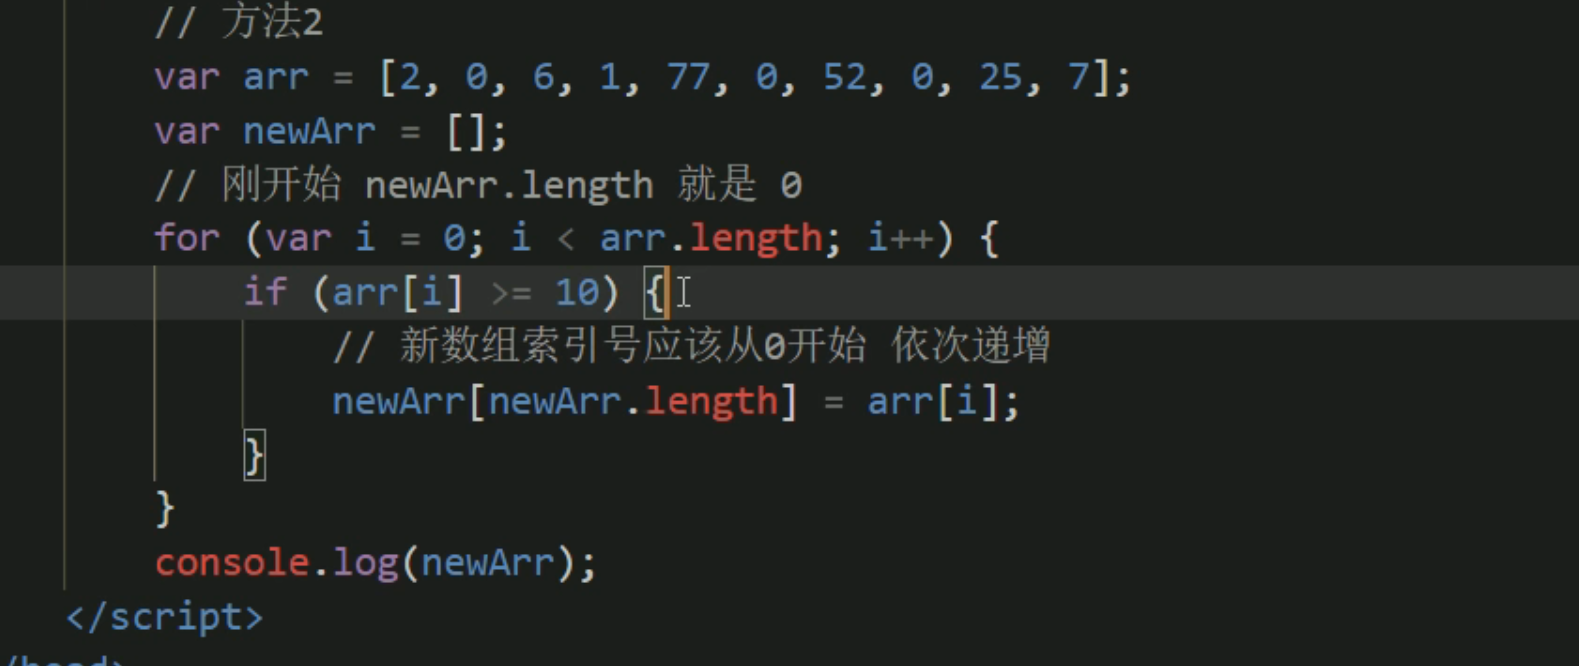 // 方法2
var arr = [2, 0, 6, 1, 77, 0, 52, 0, 25, 7];
var newArr = [];
// 刚开始 newArr.length 就是 0
for (var i = 0; i < arr.length; i++) {
if (arr[i] >= 10) {
// 新数组索引号应该从0开始 依次递增
newArr[newArr.length] = arr[i];
}
}
console.log(newArr);
</script>